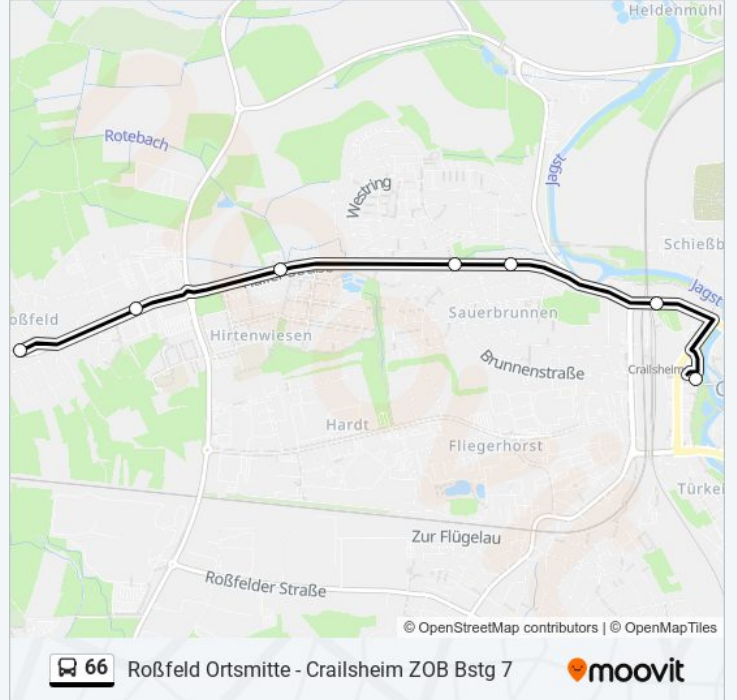 Heldenmühl
Rotebach
Westring
Jagst
Schießb
Jagst
oßfeld
Sauerbrunnen
Hirtenwiesen
Brunnenstraße
Crailsheim
C
Hardt
Fliegerhorst
Türkei
Zur Flügelau
Roßfelder Straße
© OpenStreetMap contributors | © OpenMapTiles
66 Roßfeld Ortsmitte - Crailsheim ZOB Bstg 7 moovit